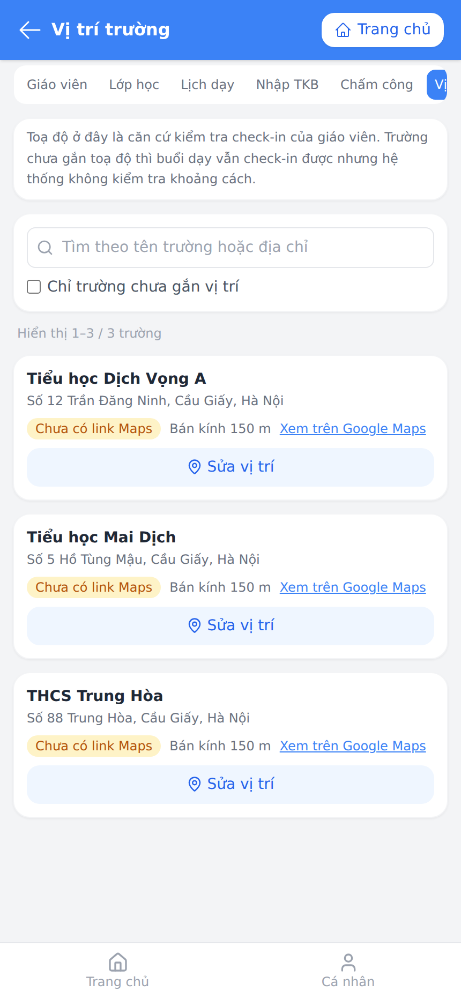 Vị trí trường
Trang chủ
Giáo viên Lớp học Lịch dạy Nhập TKB Chấm công Vị
Toạ độ ở đây là căn cứ kiểm tra check-in của giáo viên. Trường
chưa gắn toạ độ thì buổi dạy vẫn check-in được nhưng hệ
thống không kiểm tra khoảng cách.
Tìm theo tên trường hoặc địa chỉ
Chỉ trường chưa gắn vị trí
Hiển thị 1–3 / 3 trường
Tiểu học Dịch Vọng A
Số 12 Trần Đăng Ninh, Cầu Giấy, Hà Nội
Chưa có link Maps Bán kính 150 m Xem trên Google Maps
Sửa vị trí
Tiểu học Mai Dịch
Số 5 Hồ Tùng Mậu, Cầu Giấy, Hà Nội
Chưa có link Maps Bán kính 150 m Xem trên Google Maps
Sửa vị trí
THCS Trung Hòa
Số 88 Trung Hòa, Cầu Giấy, Hà Nội
Chưa có link Maps Bán kính 150 m Xem trên Google Maps
Sửa vị trí
Trang chủ
Cá nhân